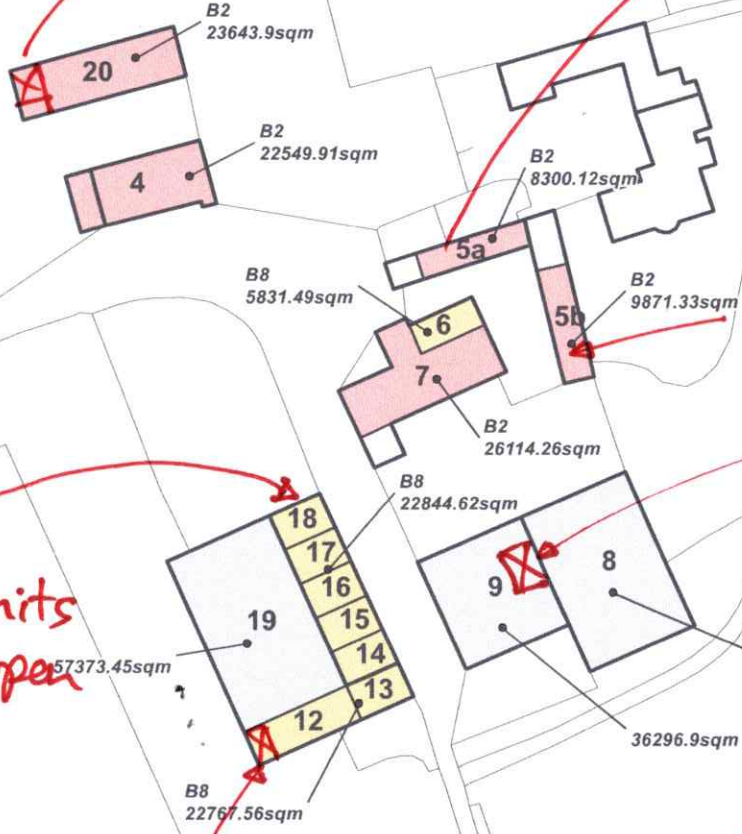 B2
23643.9sqm
20
B2
22549.91sqm
4
B2
8300.12sqm
5a
B8
5831.49sqm
6
B2
9871.33sqm
5b
7
B2
26114.26sqm
B8
22844.62sqm
18
17
16
15
14
13
12
19
57373.45sqm
8
9
36296.9sqm
B8
22767.56sqm